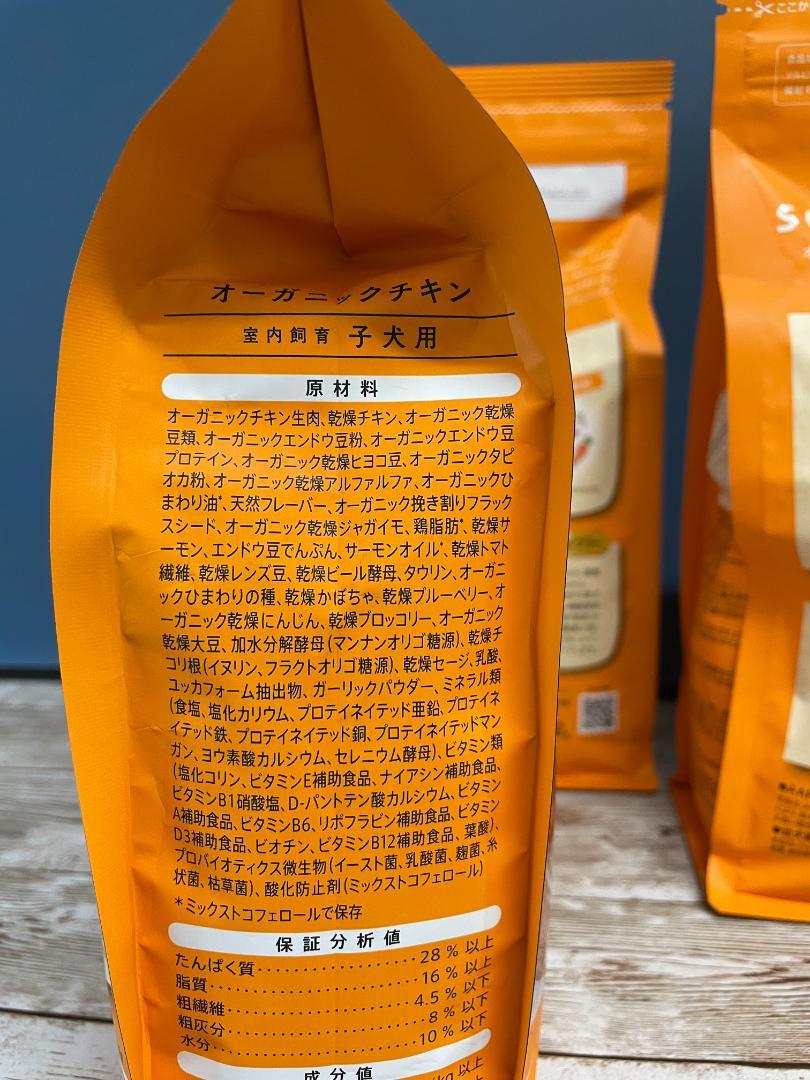 オーガニックチキン
室内飼育 子犬用
原材料
オーガニックチキン生肉、乾燥チキン、オーガニック乾燥
豆類、オーガニックエンドウ豆粉、オーガニックエンドウ豆
プロテイン、オーガニック乾燥ヒヨコ豆、オーガニックタピ
オカ粉、オーガニック乾燥アルファルファ、オーガニックひ
まわり油*、天然フレーバー、オーガニック挽き割りフラック
スシード、オーガニック乾燥ジャガイモ、鶏脂肪*、乾燥サ
ーモン、エンドウ豆でんぷん、サーモンオイル*、乾燥トマト
繊維、乾燥レンズ豆、乾燥ビール酵母、タウリン、オーガニ
ックひまわりの種、乾燥かぼちゃ、乾燥ブルーベリー、オ
ーガニック乾燥にんじん、乾燥ブロッコリー、オーガニック
乾燥大豆、加水分解酵母(マンナンオリゴ糖源)、乾燥チ
コリ根(イヌリン、フラクトオリゴ糖源)、乾燥セージ、乳酸、
ユッカフォーム抽出物、ガーリックパウダー、ミネラル類
(食塩、塩化カリウム、プロテイネイテッド亜鉛、プロテイネ
イテッド鉄、プロテイネイテッド銅、プロテイネイテッドマン
ガン、ヨウ素酸カルシウム、セレニウム酵母)、ビタミン類
(塩化コリン、ビタミンE補助食品、ナイアシン補助食品、
ビタミンB1硝酸塩、D-パントテン酸カルシウム、ビタミン
A補助食品、ビタミンB6、リボフラビン補助食品、ビタミン
D3補助食品、ビオチン、ビタミンB12補助食品、葉酸)、
プロバイオティクス微生物(イースト菌、乳酸菌、麹菌、糸
状菌、枯草菌)、酸化防止剤(ミックストコフェロール)
*ミックストコフェロールで保存
保証分析値
たんぱく質……………28%以上
脂質……………16%以上
粗繊維……………4.5%以下
粗灰分……………8%以下
水分……………10%以下
成分値
kg以上
ここか